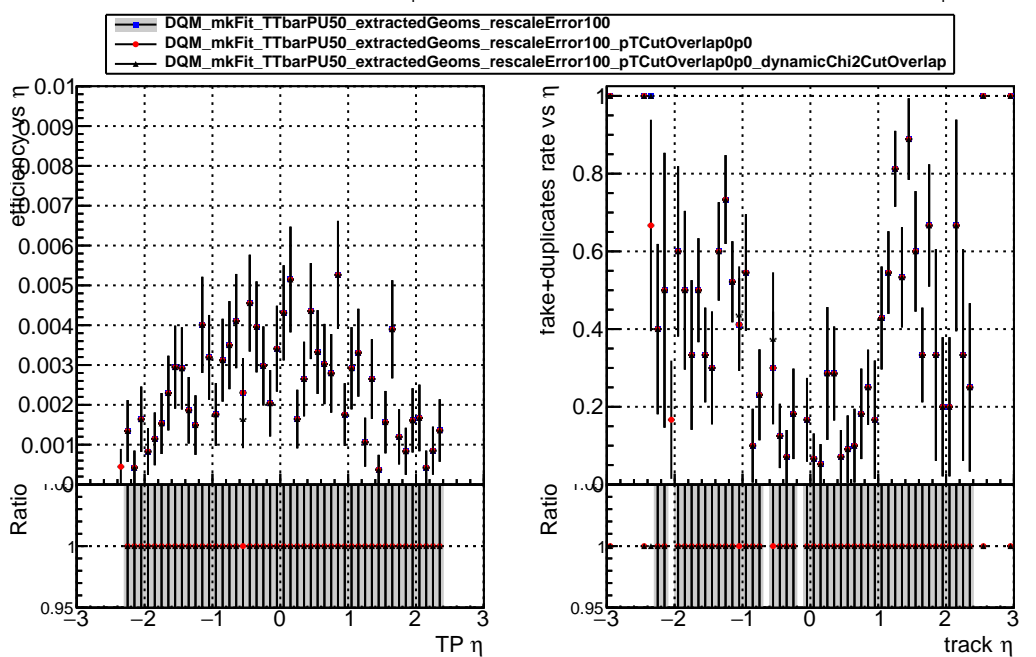 DQM_mkFit_TTbarPU50_extractedGeoms_rescaleError100
DQM_mkFit_TTbarPU50_extractedGeoms_rescaleError100_pTCutOverlap0p0
DQM_mkFit_TTbarPU50_extractedGeoms_rescaleError100_pTCutOverlap0p0_dynamicChi2CutOverlap
efficiency vs η
0.01
0.009
0.008
0.007
0.006
0.005
0.004
0.003
0.002
0.001
0
Ratio
1
0.95
−3 −2 −1 0 1 2 3
TP η
fake+duplicates rate vs η
1
0.8
0.6
0.4
0.2
0
Ratio
1
0.95
−3 −2 −1 0 1 2 3
track η